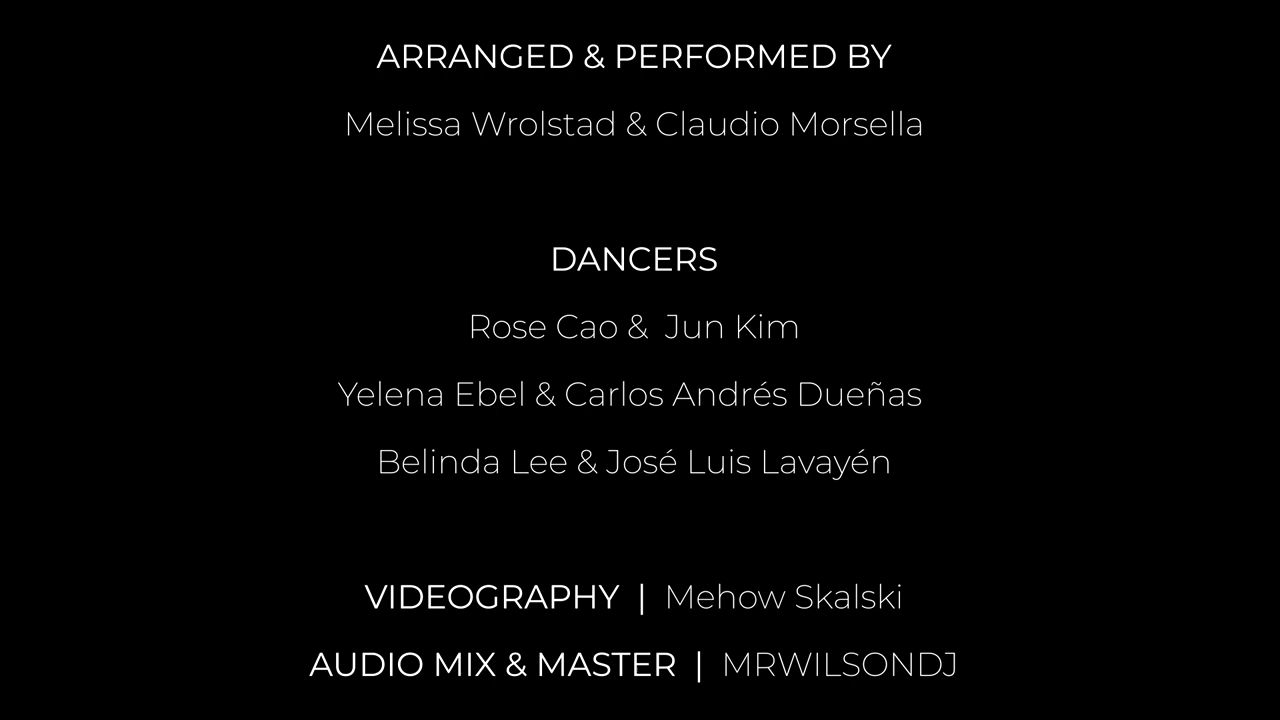 ARRANGED & PERFORMED BY
Melissa Wrolstad & Claudio Morsella
DANCERS
Rose Cao & Jun Kim
Yelena Ebel & Carlos Andrés Dueñas
Belinda Lee & José Luis Lavayén
VIDEOGRAPHY | Mehow Skalski
AUDIO MIX & MASTER | MRWILSONDJ